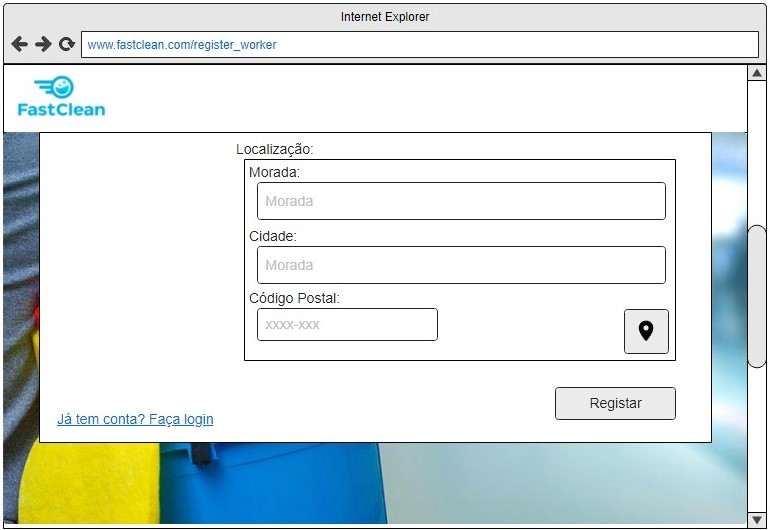 Internet Explorer
www.fastclean.com/register_worker
FastClean
Localização:
Morada:
Morada
Cidade:
Morada
Código Postal:
xxxx-xxx
Registar
Já tem conta? Faça login